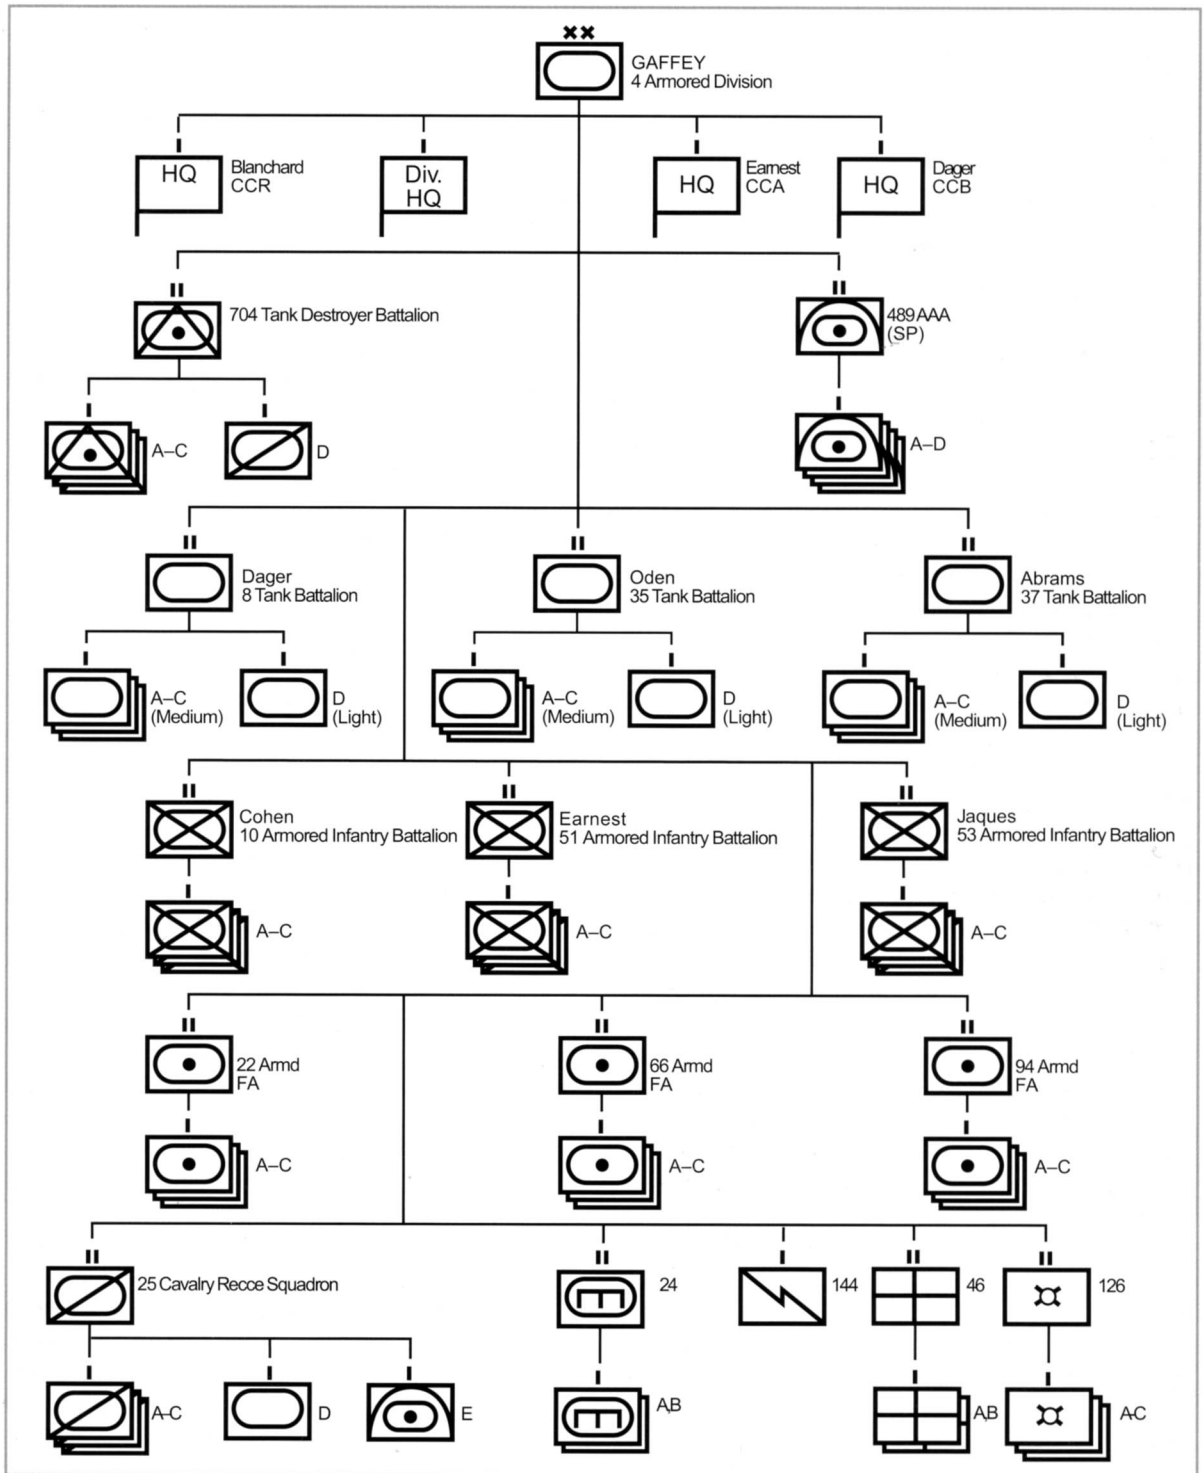 GAFFEY
4 Armored Division
HQ
Blanchard
CCR
Div.
HQ
HQ
Earnest
CCA
HQ
Dager
CCB
704 Tank Destroyer Battalion
489 AAA
(SP)
A–C
D
A–D
Dager
8 Tank Battalion
Oden
35 Tank Battalion
Abrams
37 Tank Battalion
A–C
(Medium)
D
(Light)
A–C
(Medium)
D
(Light)
A–C
(Medium)
D
(Light)
Cohen
10 Armored Infantry Battalion
Earnest
51 Armored Infantry Battalion
Jaques
53 Armored Infantry Battalion
A–C
A–C
A–C
22 Armd
FA
66 Armd
FA
94 Armd
FA
A–C
A–C
A–C
25 Cavalry Recce Squadron
24
144
46
126
A-C
D
E
A,B
A,B
A-C